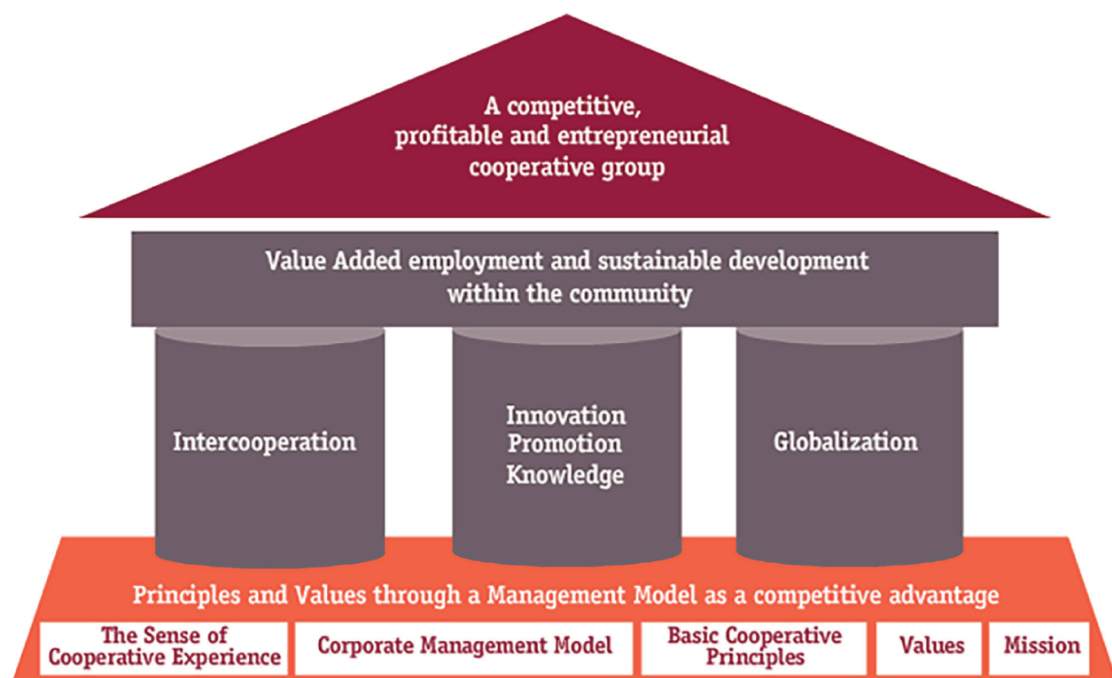 A competitive,
profitable and entrepreneurial
cooperative group
Value Added employment and sustainable development
within the community
Intercooperation
Innovation
Promotion
Knowledge
Globalization
Principles and Values through a Management Model as a competitive advantage
The Sense of
Cooperative Experience
Corporate Management Model
Basic Cooperative
Principles
Values
Mission